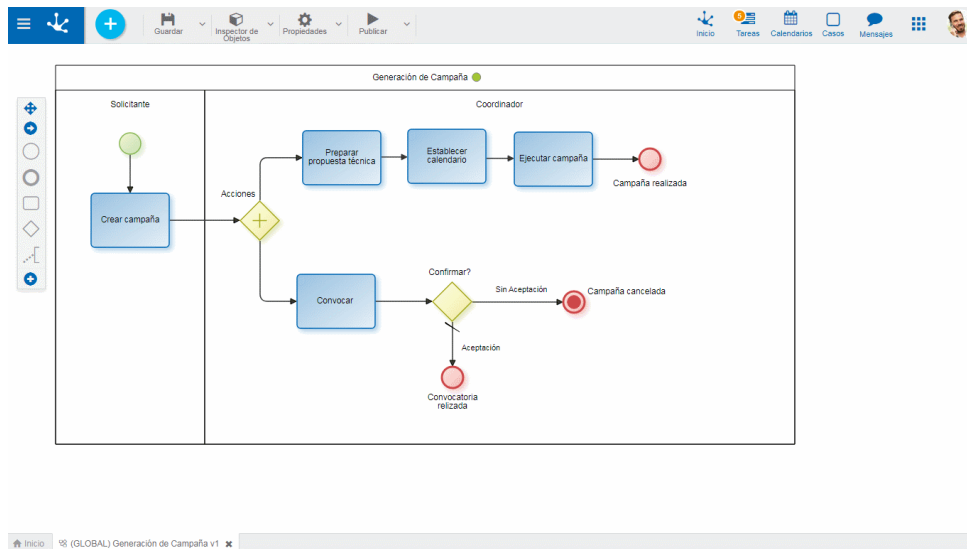 Guardar
Inspector de
Objetos
Propiedades
Publicar
Inicio
5
Tareas
Calendarios
Casos
Mensajes
Generación de Campaña
Solicitante
Coordinador
Preparar
propuesta técnica
Establecer
calendario
Ejecutar campaña
Campaña realizada
Acciones
Crear campaña
Confirmar?
Convocar
Sin Aceptación
Campaña cancelada
Aceptación
Convocatoria
relizada
Inicio
(GLOBAL) Generación de Campaña v1